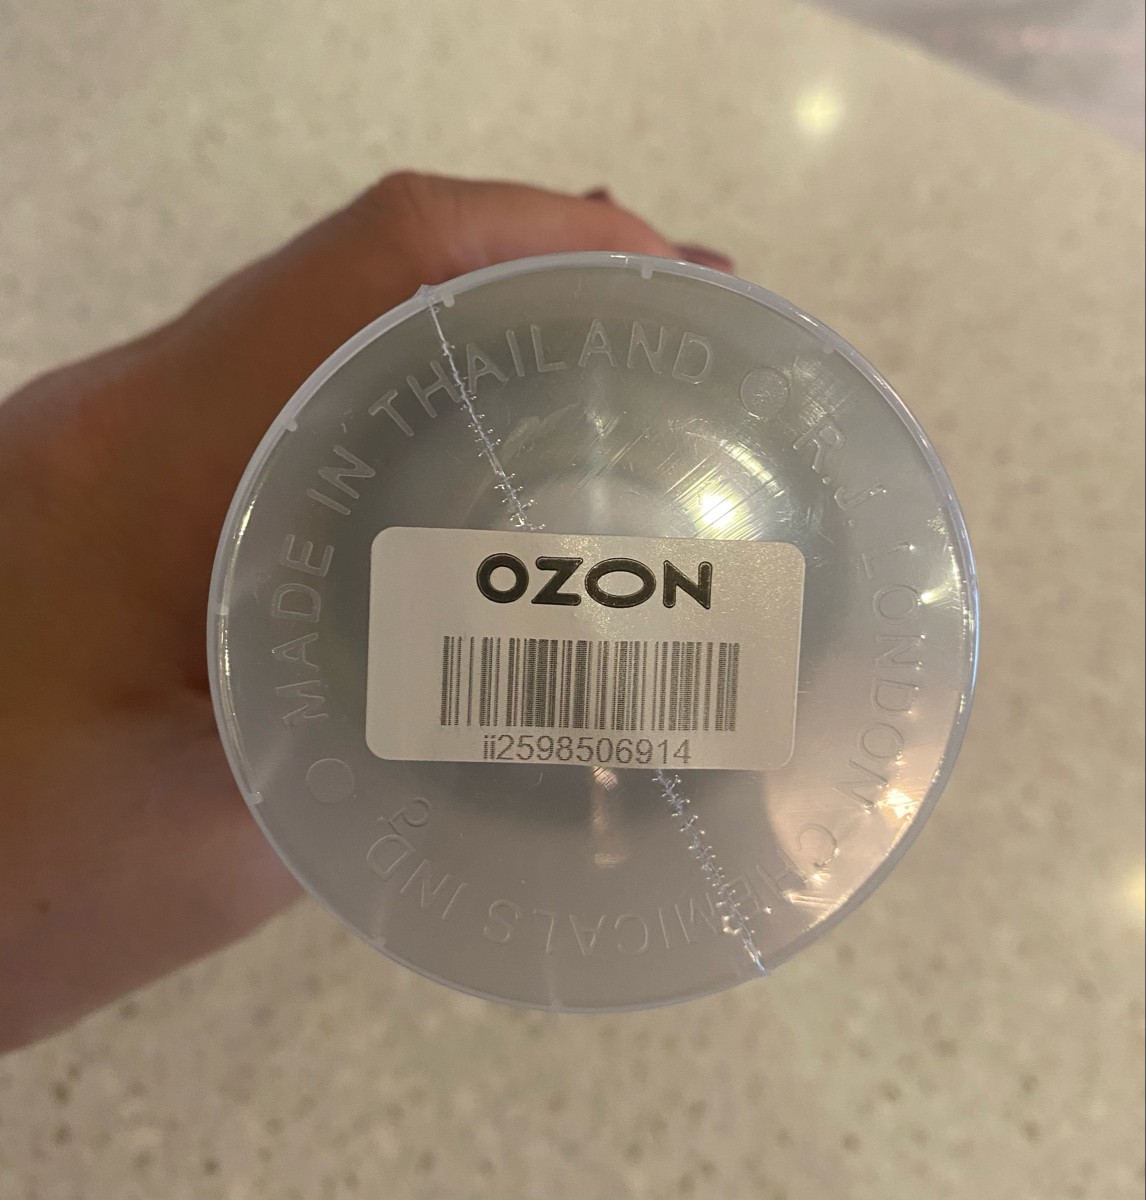 MADE IN THAILAND
R.J. LONDON CHEMICALS IND
OZON
ii2598506914